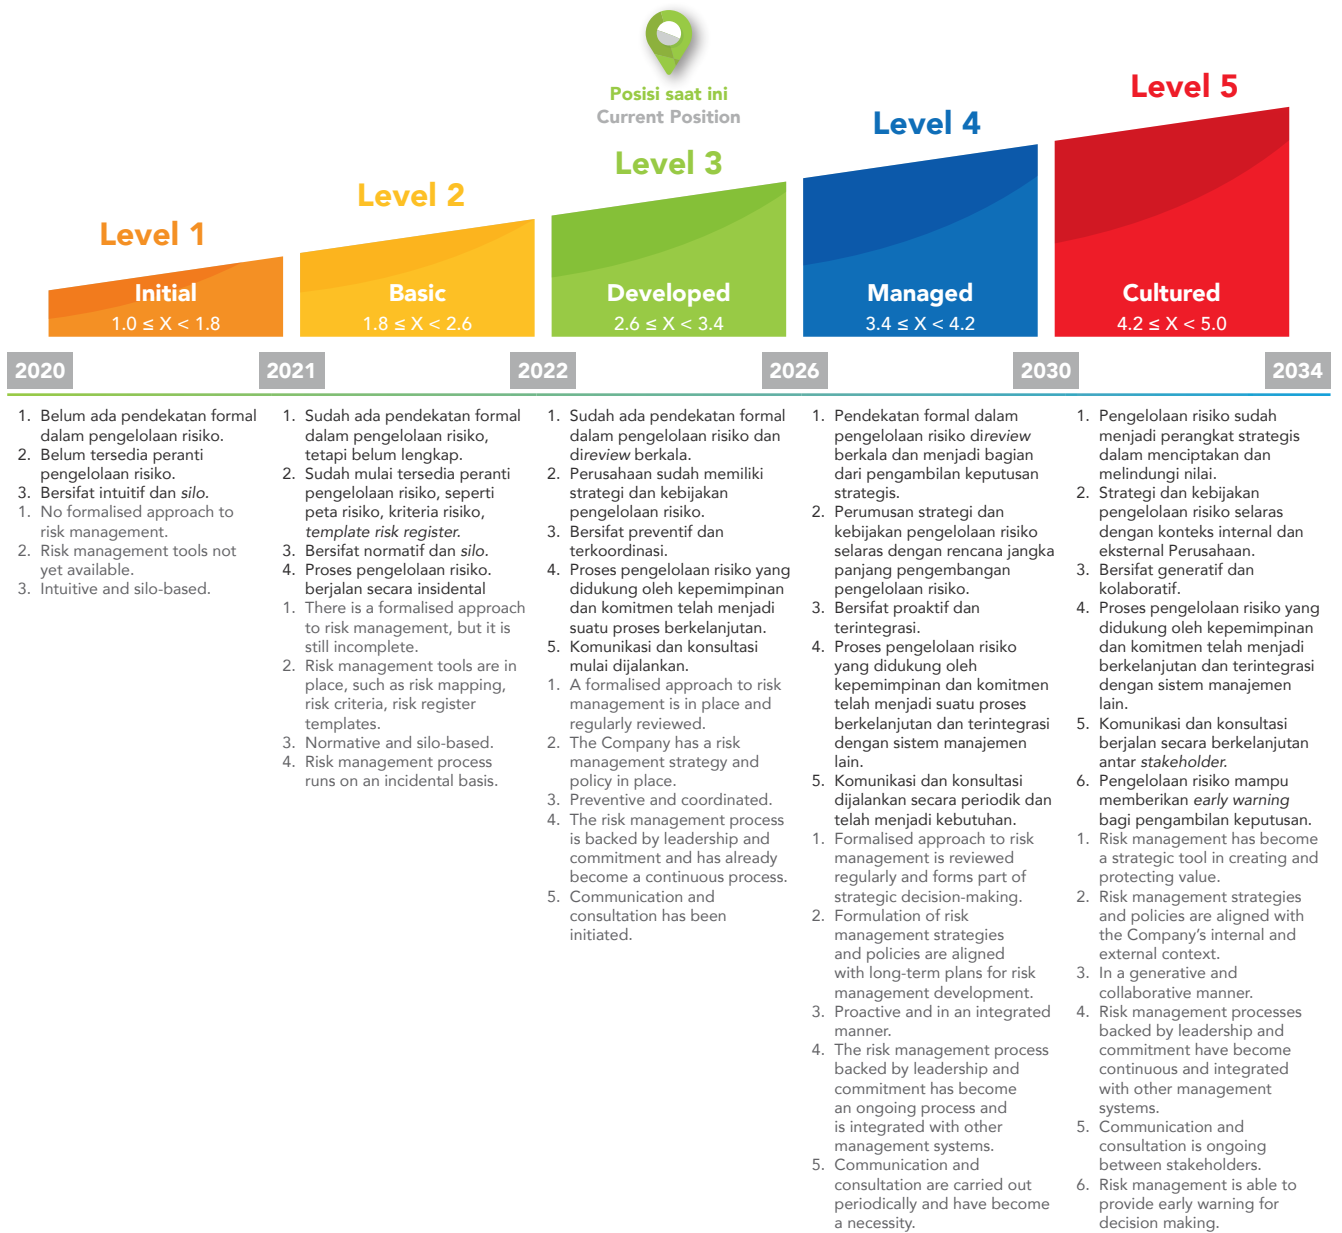 Posisi saat ini
Current Position
Level 1
Level 2
Level 3
Level 4
Level 5
Initial
1.0 ≤ X < 1.8
Basic
1.8 ≤ X < 2.6
Developed
2.6 ≤ X < 3.4
Managed
3.4 ≤ X < 4.2
Cultured
4.2 ≤ X < 5.0
2020
2021
2022
2026
2030
2034
1. Belum ada pendekatan formal
dalam pengelolaan risiko.
2. Belum tersedia peranti
pengelolaan risiko.
3. Bersifat intuitif dan silo.
1. No formalised approach to
risk management.
2. Risk management tools not
yet available.
3. Intuitive and silo-based.
1. Sudah ada pendekatan formal
dalam pengelolaan risiko,
tetapi belum lengkap.
2. Sudah mulai tersedia peranti
pengelolaan risiko, seperti
peta risiko, kriteria risiko,
template risk register.
3. Bersifat normatif dan silo.
4. Proses pengelolaan risiko.
berjalan secara insidental
1. There is a formalised approach
to risk management, but it is
still incomplete.
2. Risk management tools are in
place, such as risk mapping,
risk criteria, risk register
templates.
3. Normative and silo-based.
4. Risk management process
runs on an incidental basis.
1. Sudah ada pendekatan formal
dalam pengelolaan risiko dan
direview berkala.
2. Perusahaan sudah memiliki
strategi dan kebijakan
pengelolaan risiko.
3. Bersifat preventif dan
terkoordinasi.
4. Proses pengelolaan risiko yang
didukung oleh kepemimpinan
dan komitmen telah menjadi
suatu proses berkelanjutan.
5. Komunikasi dan konsultasi
mulai dijalankan.
1. A formalised approach to risk
management is in place and
regularly reviewed.
2. The Company has a risk
management strategy and
policy in place.
3. Preventive and coordinated.
4. The risk management process
is backed by leadership and
commitment and has already
become a continuous process.
5. Communication and
consultation has been
initiated.
1. Pendekatan formal dalam
pengelolaan risiko direview
berkala dan menjadi bagian
dari pengambilan keputusan
strategis.
2. Perumusan strategi dan
kebijakan pengelolaan risiko
selaras dengan rencana jangka
panjang pengembangan
pengelolaan risiko.
3. Bersifat proaktif dan
terintegrasi.
4. Proses pengelolaan risiko
yang didukung oleh
kepemimpinan dan komitmen
telah menjadi suatu proses
berkelanjutan dan terintegrasi
dengan sistem manajemen
lain.
5. Komunikasi dan konsultasi
dijalankan secara periodik dan
telah menjadi kebutuhan.
1. Formalised approach to risk
management is reviewed
regularly and forms part of
strategic decision-making.
2. Formulation of risk
management strategies
and policies are aligned
with long-term plans for risk
management development.
3. Proactive and in an integrated
manner.
4. The risk management process
backed by leadership and
commitment has become
an ongoing process and
is integrated with other
management systems.
5. Communication and
consultation are carried out
periodically and have become
a necessity.
1. Pengelolaan risiko sudah
menjadi perangkat strategis
dalam menciptakan dan
melindungi nilai.
2. Strategi dan kebijakan
pengelolaan risiko selaras
dengan konteks internal dan
eksternal Perusahaan.
3. Bersifat generatif dan
kolaboratif.
4. Proses pengelolaan risiko yang
didukung oleh kepemimpinan
dan komitmen telah menjadi
berkelanjutan dan terintegrasi
dengan sistem manajemen
lain.
5. Komunikasi dan konsultasi
berjalan secara berkelanjutan
antar stakeholder.
6. Pengelolaan risiko mampu
memberikan early warning
bagi pengambilan keputusan.
1. Risk management has become
a strategic tool in creating and
protecting value.
2. Risk management strategies
and policies are aligned with
the Company's internal and
external context.
3. In a generative and
collaborative manner.
4. Risk management processes
backed by leadership and
commitment have become
continuous and integrated
with other management
systems.
5. Communication and
consultation is ongoing
between stakeholders.
6. Risk management is able to
provide early warning for
decision making.